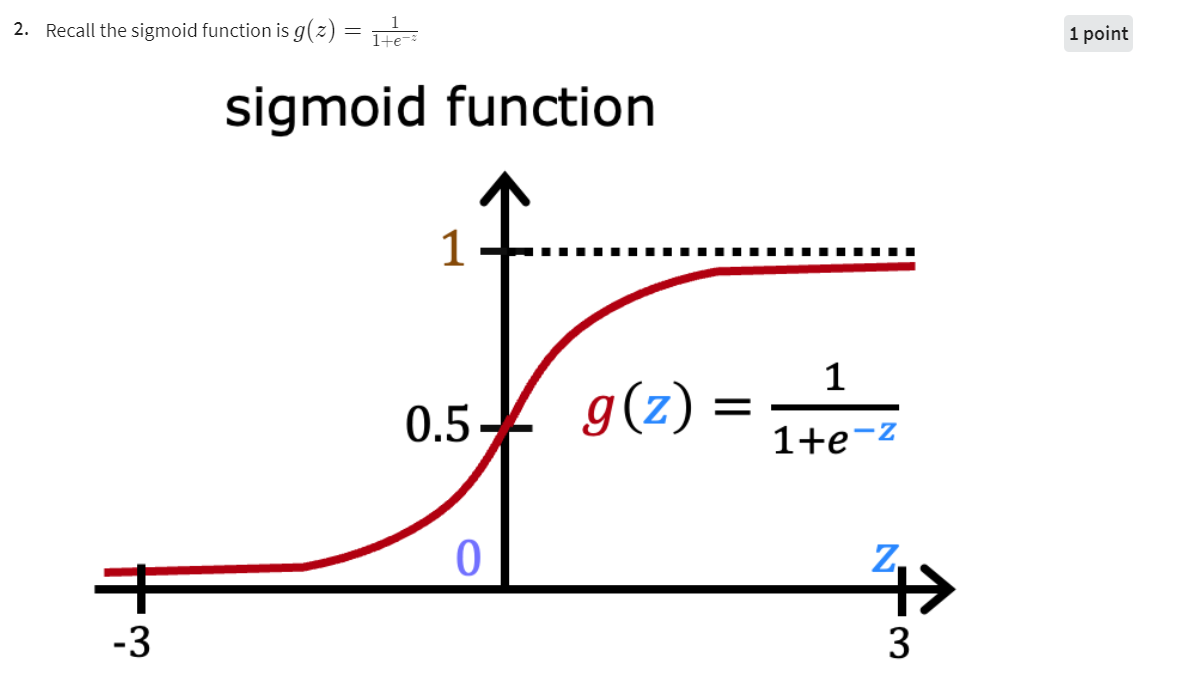 2. Recall the sigmoid function is g(z) = 1/(1+e^−z)
1 point
sigmoid function
1
0.5
g(z) = 1/(1+e^−z)
0
z
-3
3